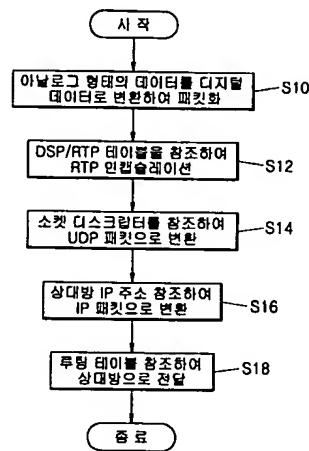 시 작
아날로그 형태의 데이터를 디지털
데이터로 변환하여 패킷화
S10
DSP/RTP 테이블을 참조하여
RTP 인캡슐레이션
S12
소켓 디스크립터를 참조하여
UDP 패킷으로 변환
S14
상대방 IP 주소 참조하여
IP 패킷으로 변환
S16
루팅 테이블 참조하여
상대방으로 전달
S18
종 료